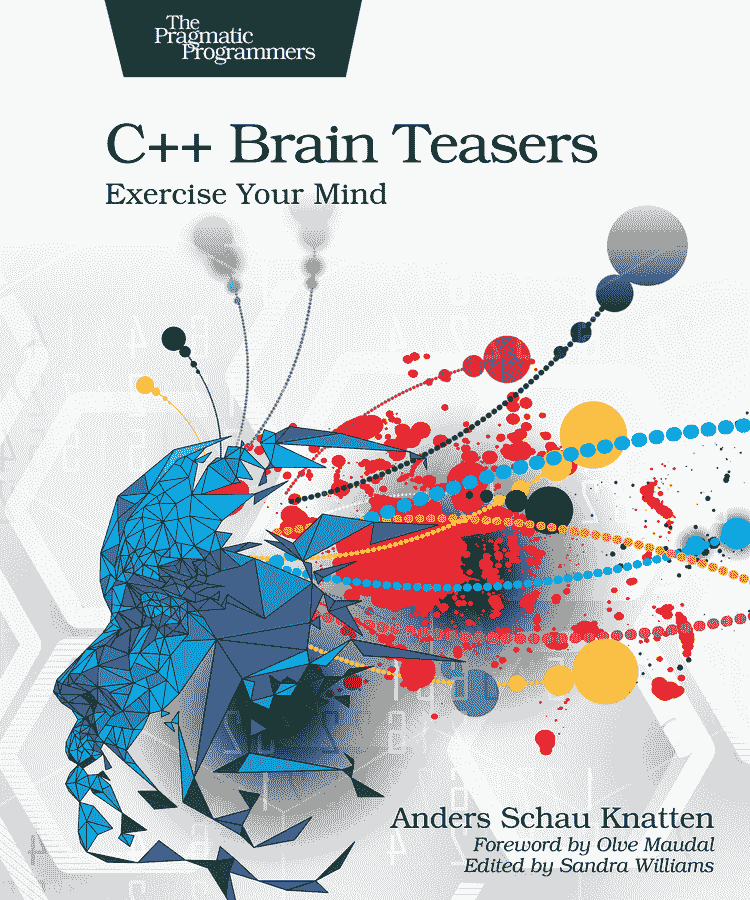 The
Pragmatic
Programmers
C++ Brain Teasers
Exercise Your Mind
Anders Schau Knatten
Foreword by Olve Maudal
Edited by Sandra Williams